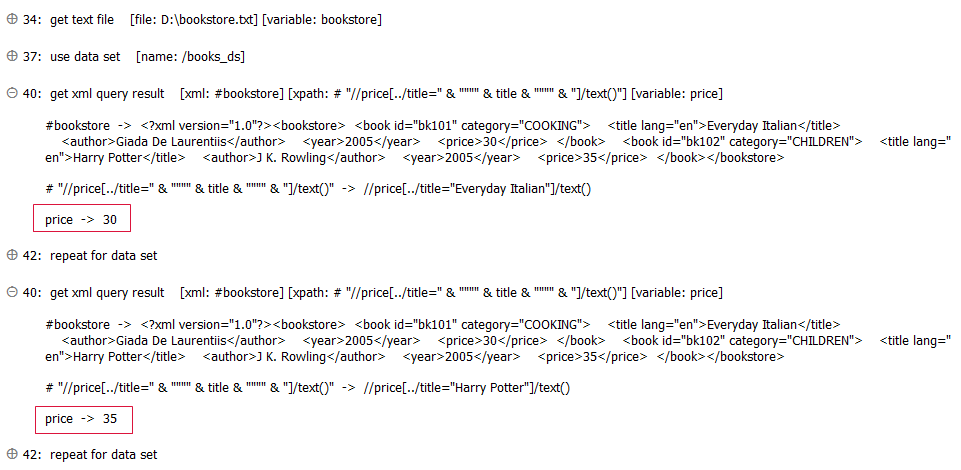 34: get text file [file: D:\bookstore.txt] [variable: bookstore]
37: use data set [name: /books_ds]
40: get xml query result [xml: #bookstore] [xpath: # "//price[../title=" & """" & title & """" & "]/text()"] [variable: price]
#bookstore -> <?xml version="1.0"?><bookstore> <book id="bk101" category="COOKING"> <title lang="en">Everyday Italian</title>
<author>Giada De Laurentiis</author> <year>2005</year> <price>30</price> </book> <book id="bk102" category="CHILDREN"> <title lang="
en">Harry Potter</title> <author>J K. Rowling</author> <year>2005</year> <price>35</price> </book></bookstore>
# "//price[../title=" & """" & title & """" & "]/text()" -> //price[../title="Everyday Italian"]/text()
price -> 30
42: repeat for data set
40: get xml query result [xml: #bookstore] [xpath: # "//price[../title=" & """" & title & """" & "]/text()"] [variable: price]
#bookstore -> <?xml version="1.0"?><bookstore> <book id="bk101" category="COOKING"> <title lang="en">Everyday Italian</title>
<author>Giada De Laurentiis</author> <year>2005</year> <price>30</price> </book> <book id="bk102" category="CHILDREN"> <title lang="
en">Harry Potter</title> <author>J K. Rowling</author> <year>2005</year> <price>35</price> </book></bookstore>
# "//price[../title=" & """" & title & """" & "]/text()" -> //price[../title="Harry Potter"]/text()
price -> 35
42: repeat for data set